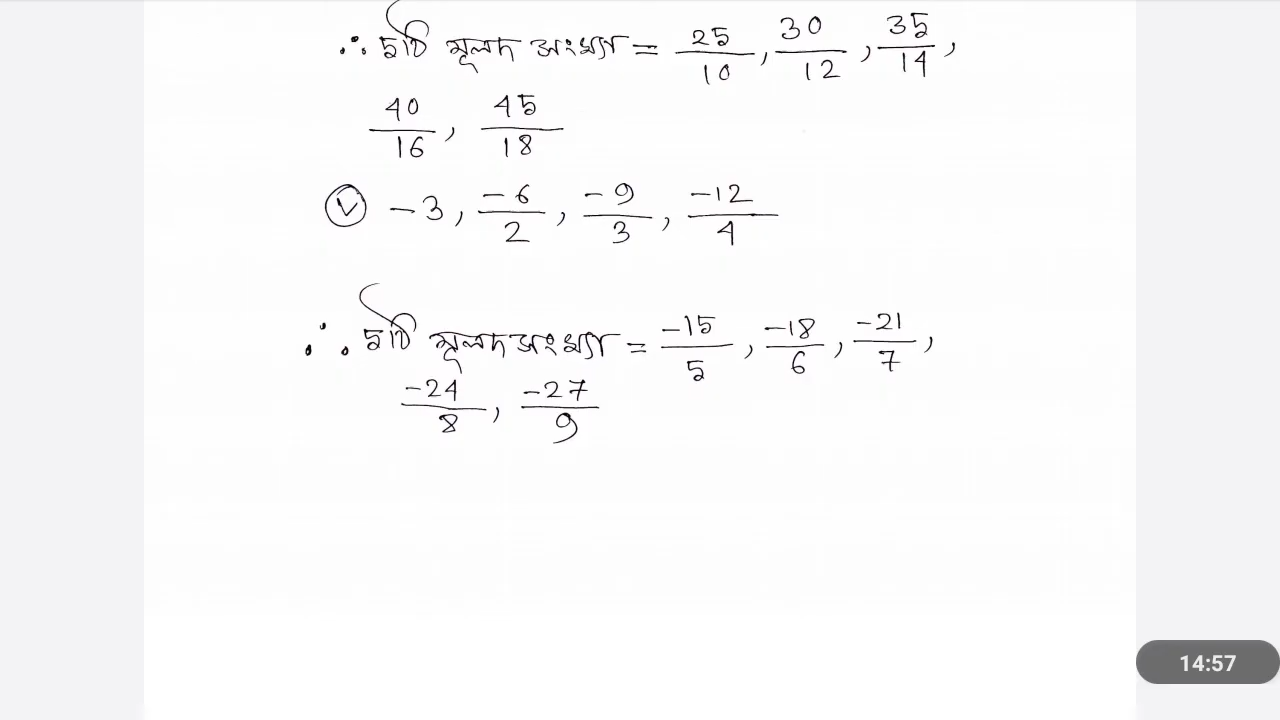 ∴ ৫টি মূলদ সংখ্যা = 25/10, 30/12, 35/14,
40/16, 45/18
(v) -3, -6/2, -9/3, -12/4
∴ ৫টি মূলদ সংখ্যা = -15/5, -18/6, -21/7,
-24/8, -27/9
14:57